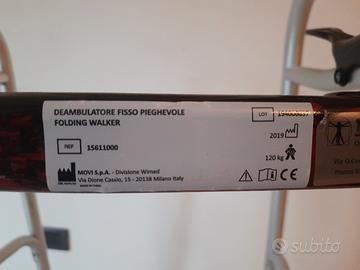 DEAMBULATORE FISSO PIEGHEVOLE
FOLDING WALKER
LOT
2019
REF 15611000
120 kg
MOVI S.p.A. - Divisione Wimed
Via Dione Cassio, 15 - 20138 Milano Italy
CE
subito